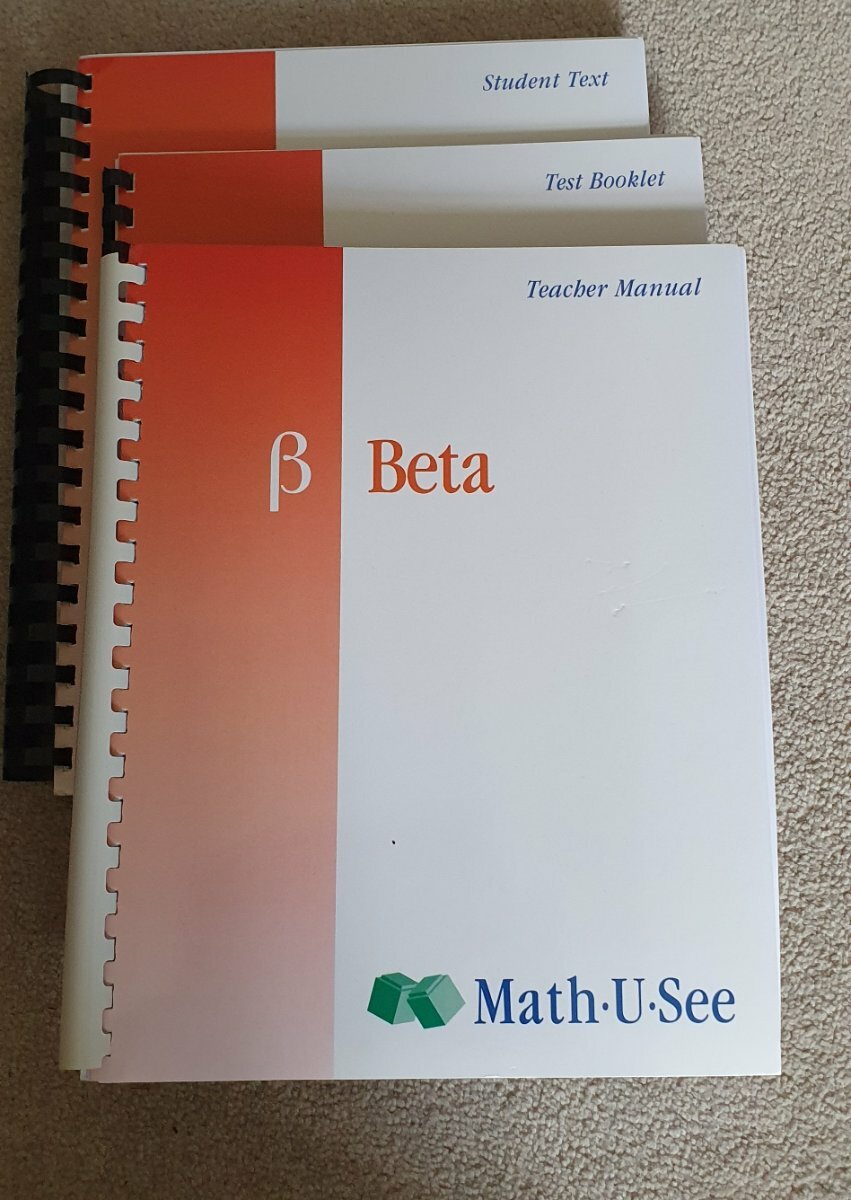 Student Text
Test Booklet
Teacher Manual
β Beta
Math·U·See